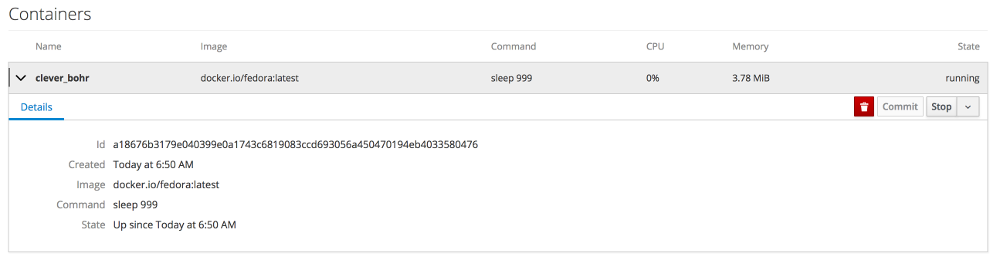 Containers
Name Image Command CPU Memory State
clever_bohr docker.io/fedora:latest sleep 999 0% 3.78 MiB running
Details Commit Stop
Id a18676b3179e040399e0a1743c6819083ccd693056a450470194eb4033580476
Created Today at 6:50 AM
Image docker.io/fedora:latest
Command sleep 999
State Up since Today at 6:50 AM